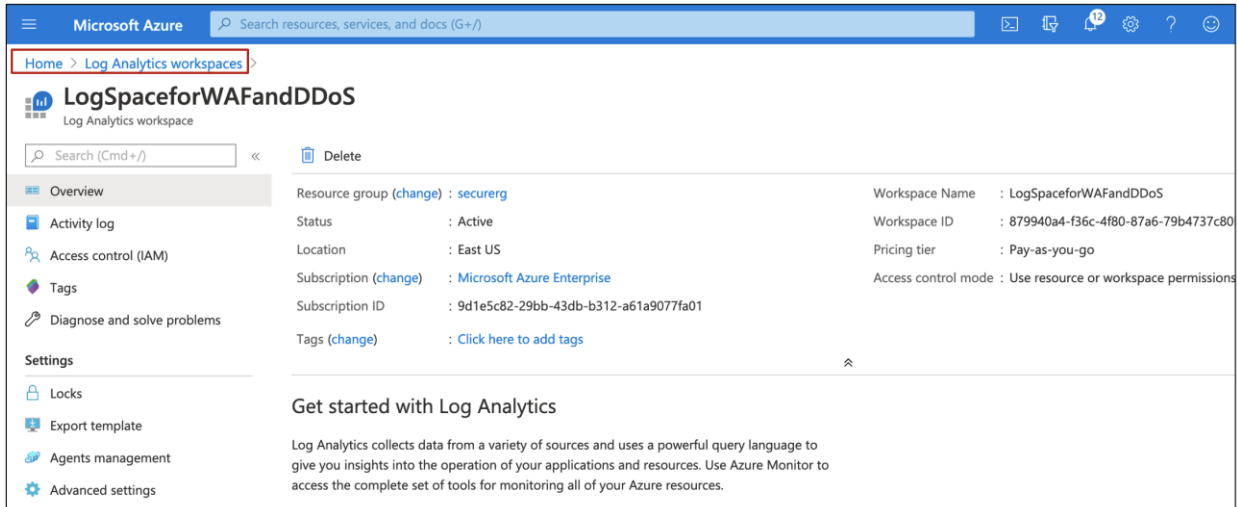 Microsoft Azure
Search resources, services, and docs (G+/)
12
Home > Log Analytics workspaces >
LogSpaceforWAFandDDoS
Log Analytics workspace
Search (Cmd+/)
«
Delete
Overview
Activity log
Access control (IAM)
Tags
Diagnose and solve problems
Settings
Locks
Export template
Agents management
Advanced settings
Resource group (change) : securerg
Status : Active
Location : East US
Subscription (change) : Microsoft Azure Enterprise
Subscription ID : 9d1e5c82-29bb-43db-b312-a61a9077fa01
Tags (change) : Click here to add tags
Workspace Name : LogSpaceforWAFandDDoS
Workspace ID : 879940a4-f36c-4f80-87a6-79b4737c80
Pricing tier : Pay-as-you-go
Access control mode : Use resource or workspace permissions
Get started with Log Analytics
Log Analytics collects data from a variety of sources and uses a powerful query language to
give you insights into the operation of your applications and resources. Use Azure Monitor to
access the complete set of tools for monitoring all of your Azure resources.